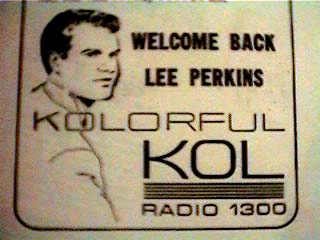 WELCOME BACK
LEE PERKINS
KOLORFUL
KOL
RADIO 1300